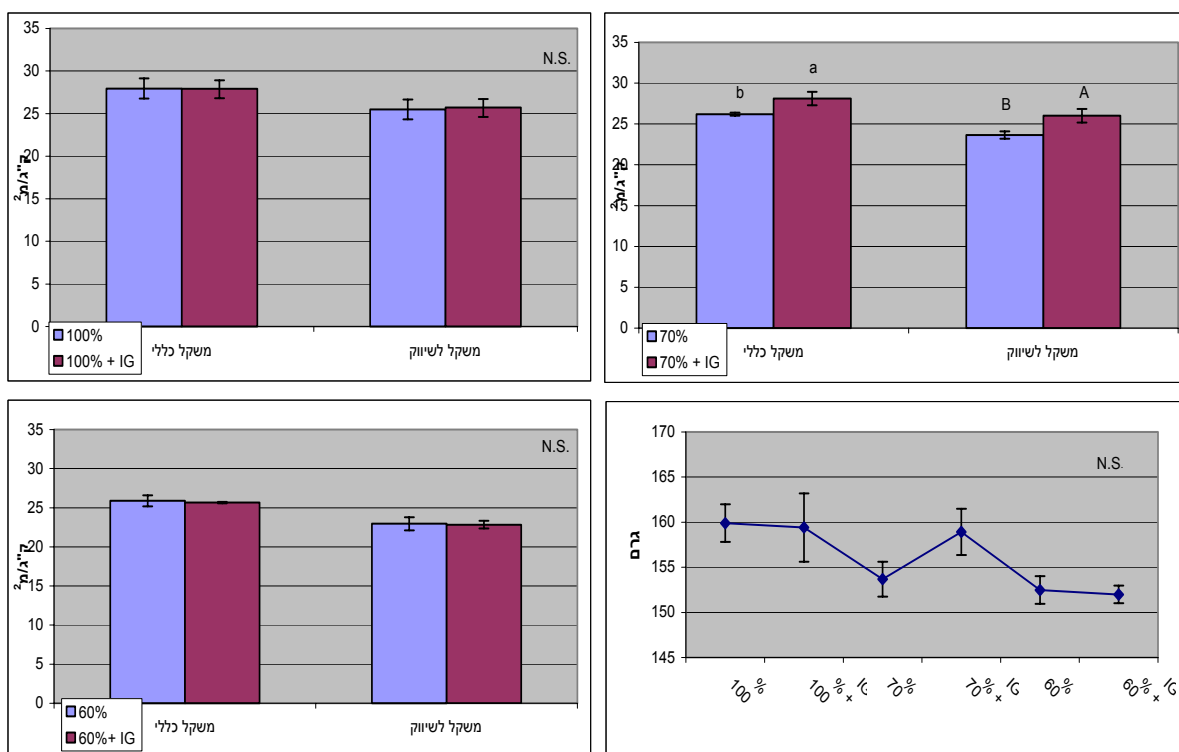 35
30
25
20
15
10
5
0
ק"ג/מ²
N.S.
100%
100% + IG
משקל כללי
משקל לשיווק
35
30
25
20
15
10
5
0
ק"ג/מ²
b
a
B
A
70%
70% + IG
משקל כללי
משקל לשיווק
35
30
25
20
15
10
5
0
ק"ג/מ²
N.S.
60%
60%+ IG
משקל כללי
משקל לשיווק
170
165
160
155
150
145
גרם
N.S.
100%
100% + IG
70%
70% + IG
60%
60% + IG